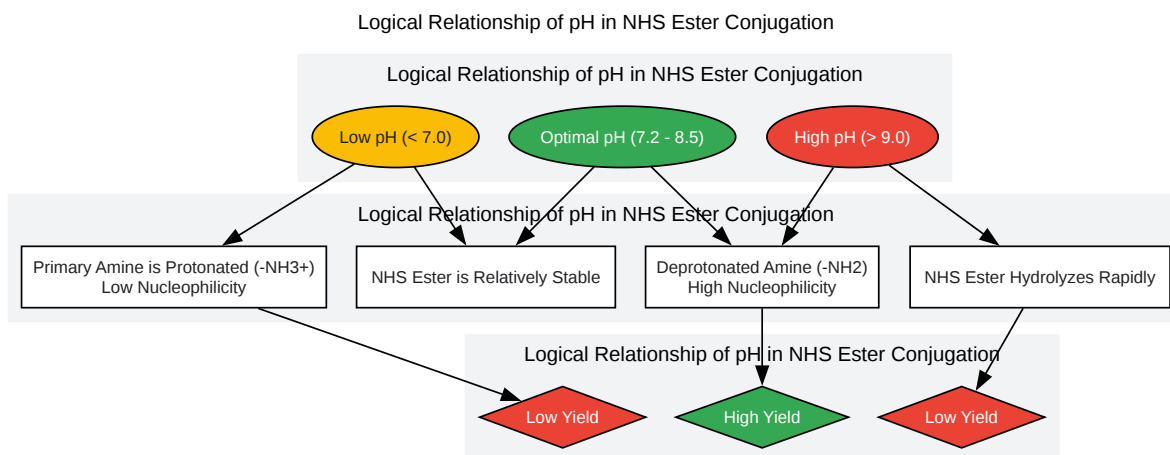 Logical Relationship of pH in NHS Ester Conjugation
Logical Relationship of pH in NHS Ester Conjugation
Low pH (< 7.0)
Optimal pH (7.2 - 8.5)
High pH (> 9.0)
Logical Relationship of pH in NHS Ester Conjugation
Primary Amine is Protonated (-NH3+)
Low Nucleophilicity
NHS Ester is Relatively Stable
Deprotonated Amine (-NH2)
High Nucleophilicity
NHS Ester Hydrolyzes Rapidly
Logical Relationship of pH in NHS Ester Conjugation
Low Yield
High Yield
Low Yield